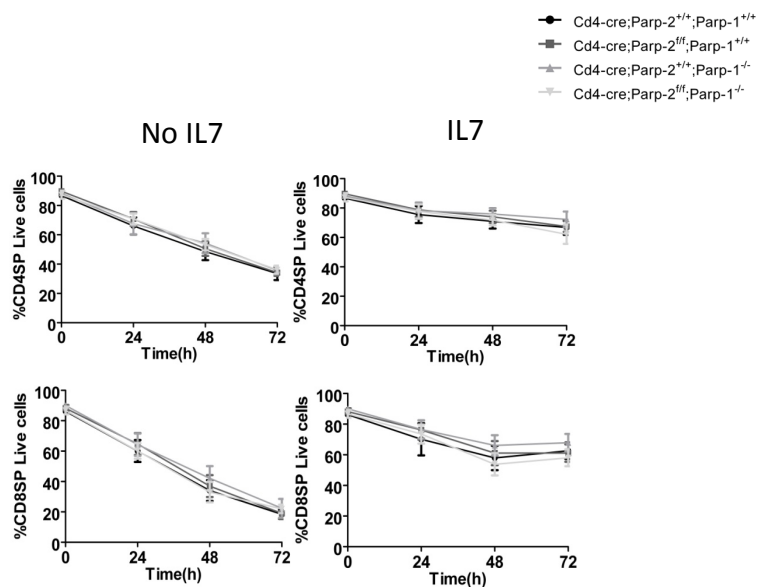 Cd4-cre;Parp-2+/+;Parp-1+/+
Cd4-cre;Parp-2f/f;Parp-1+/+
Cd4-cre;Parp-2+/+;Parp-1-/-
Cd4-cre;Parp-2f/f;Parp-1-/-
No IL7
IL7
%CD4SP Live cells
100
80
60
40
20
0
0 24 48 72
Time(h)
%CD4SP Live cells
100
80
60
40
20
0
0 24 48 72
Time(h)
%CD8SP Live cells
100
80
60
40
20
0
0 24 48 72
Time(h)
%CD8SP Live cells
100
80
60
40
20
0
0 24 48 72
Time(h)